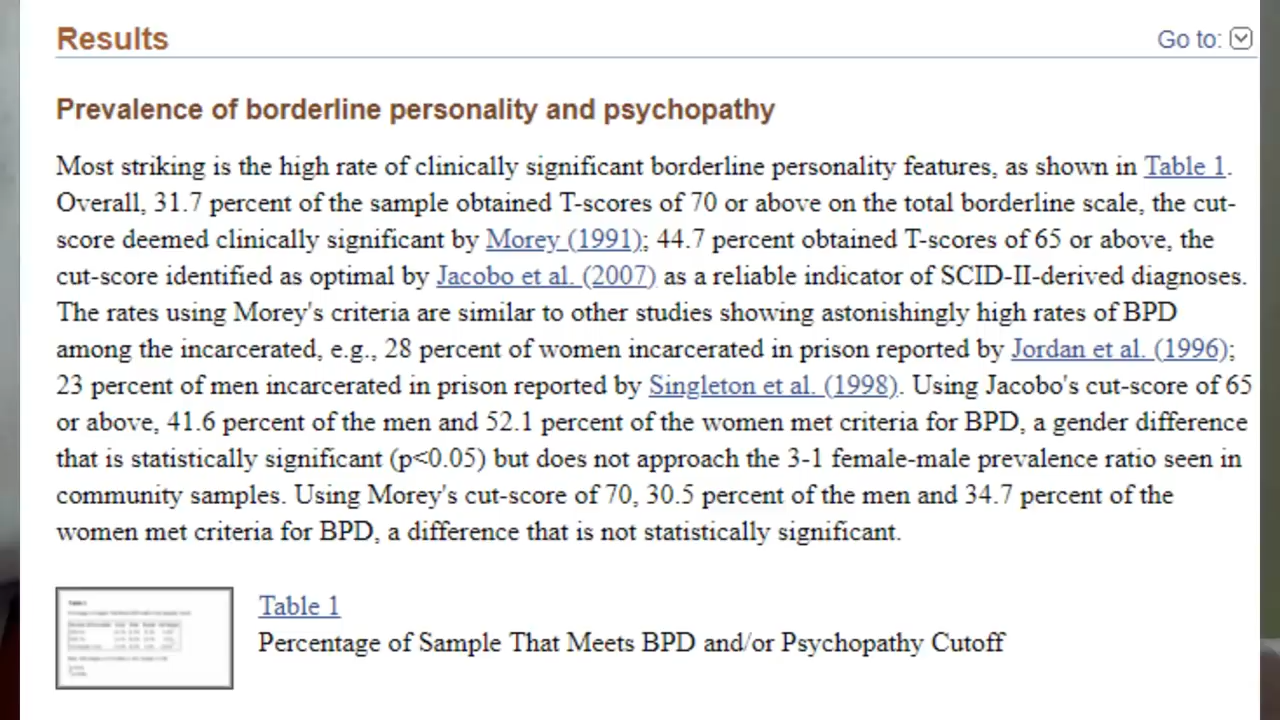 Results
Go to:
Prevalence of borderline personality and psychopathy
Most striking is the high rate of clinically significant borderline personality features, as shown in Table 1.
Overall, 31.7 percent of the sample obtained T-scores of 70 or above on the total borderline scale, the cut-
score deemed clinically significant by Morey (1991); 44.7 percent obtained T-scores of 65 or above, the
cut-score identified as optimal by Jacobo et al. (2007) as a reliable indicator of SCID-II-derived diagnoses.
The rates using Morey's criteria are similar to other studies showing astonishingly high rates of BPD
among the incarcerated, e.g., 28 percent of women incarcerated in prison reported by Jordan et al. (1996);
23 percent of men incarcerated in prison reported by Singleton et al. (1998). Using Jacobo's cut-score of 65
or above, 41.6 percent of the men and 52.1 percent of the women met criteria for BPD, a gender difference
that is statistically significant (p<0.05) but does not approach the 3-1 female-male prevalence ratio seen in
community samples. Using Morey's cut-score of 70, 30.5 percent of the men and 34.7 percent of the
women met criteria for BPD, a difference that is not statistically significant.
Table 1
Percentage of Sample That Meets BPD and/or Psychopathy Cutoff